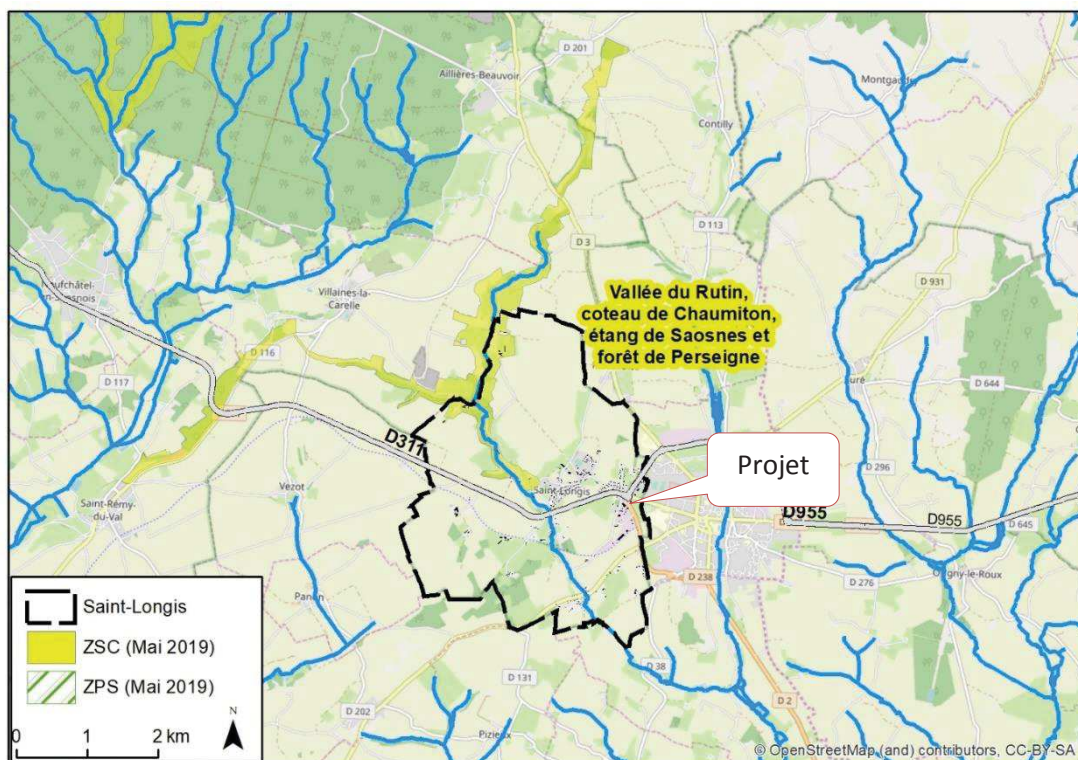 D 201
Aillières-Beauvoir
Montgaudry
Contilly
D 3
D 113
D 931
Villaines-la-
Carelle
Vallée du Rutin,
coteau de Chaumiton,
étang de Saosnes et
forêt de Perseigne
D 116
D 117
D 644
D311
Projet
D 296
Saint-Rémy-
du-Val
Vezot
Saint-Longis
D955
D955
D 645
D 238
D 276
Origny-le-Roux
Saint-Longis
ZSC (Mai 2019)
ZPS (Mai 2019)
D 38
D 131
D 2
D 202
Pizieux
N
0 1 2 km
© OpenStreetMap (and) contributors, CC-BY-SA